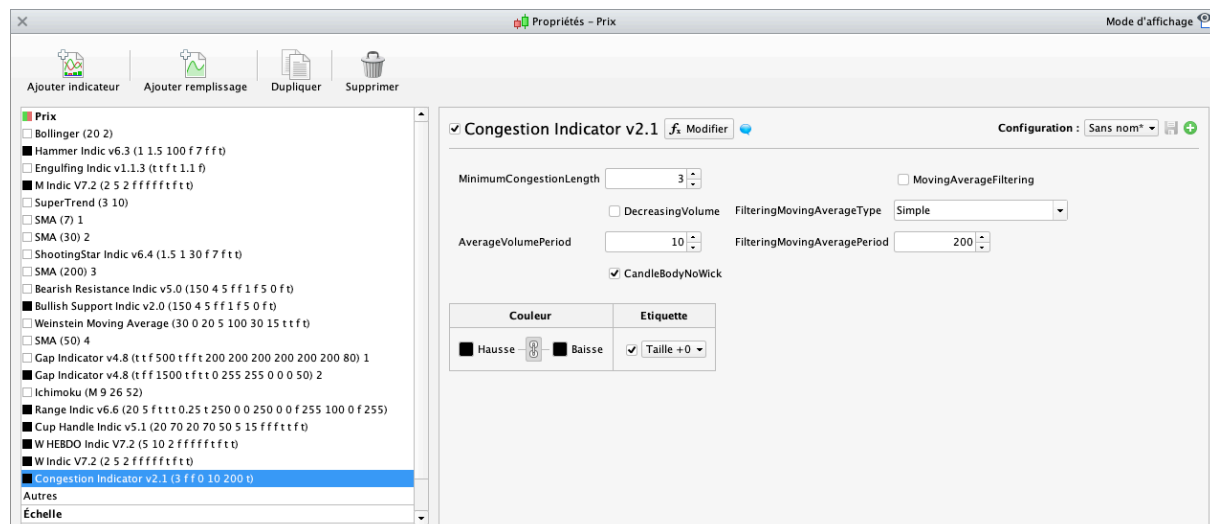 Propriétés - Prix
Mode d'affichage
Ajouter indicateur
Ajouter remplissage
Dupliquer
Supprimer
Prix
Bollinger (20 2)
Hammer Indic v6.3 (1 1.5 100 f 7 f f t)
Engulfing Indic v1.1.3 (t t f t 1.1 f)
M Indic V7.2 (2 5 2 f f f f f t f t t)
SuperTrend (3 10)
SMA (7) 1
SMA (30) 2
ShootingStar Indic v6.4 (1.5 1 30 f 7 f t t)
SMA (200) 3
Bearish Resistance Indic v5.0 (150 4 5 f f 1 f 5 0 f t)
Bullish Support Indic v2.0 (150 4 5 f f 1 f 5 0 f t)
Weinstein Moving Average (30 0 20 5 100 30 15 t t f t)
SMA (50) 4
Gap Indicator v4.8 (t t f 500 t f f t 200 200 200 200 200 200 80) 1
Gap Indicator v4.8 (t f f 1500 t f t t 0 255 255 0 0 0 50) 2
Ichimoku (M 9 26 52)
Range Indic v6.6 (20 5 f t t t 0.25 t 250 0 0 250 0 0 f 255 100 0 f 255)
Cup Handle Indic v5.1 (20 70 20 70 50 5 15 f f f t t f t)
W HEBDO Indic V7.2 (5 10 2 f f f f f t f t t)
W Indic V7.2 (2 5 2 f f f f f t f t t)
Congestion Indicator v2.1 (3 f f 0 10 200 t)
Autres
Échelle
Congestion Indicator v2.1
fx Modifier
Configuration :
Sans nom*
MinimumCongestionLength
3
MovingAverageFiltering
DecreasingVolume
FilteringMovingAverageType
Simple
AverageVolumePeriod
10
FilteringMovingAveragePeriod
200
CandleBodyNoWick
Couleur
Etiquette
Hausse
Baisse
Taille +0